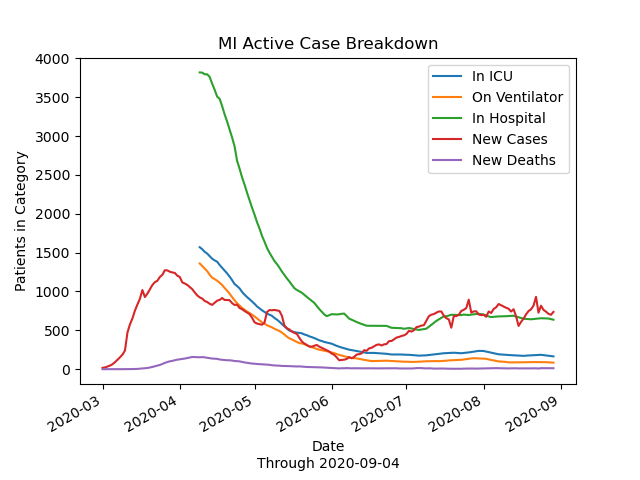 MI Active Case Breakdown
4000
3500
3000
2500
2000
1500
1000
500
0
Patients in Category
In ICU
On Ventilator
In Hospital
New Cases
New Deaths
2020-03
2020-04
2020-05
2020-06
2020-07
2020-08
2020-09
Date
Through 2020-09-04